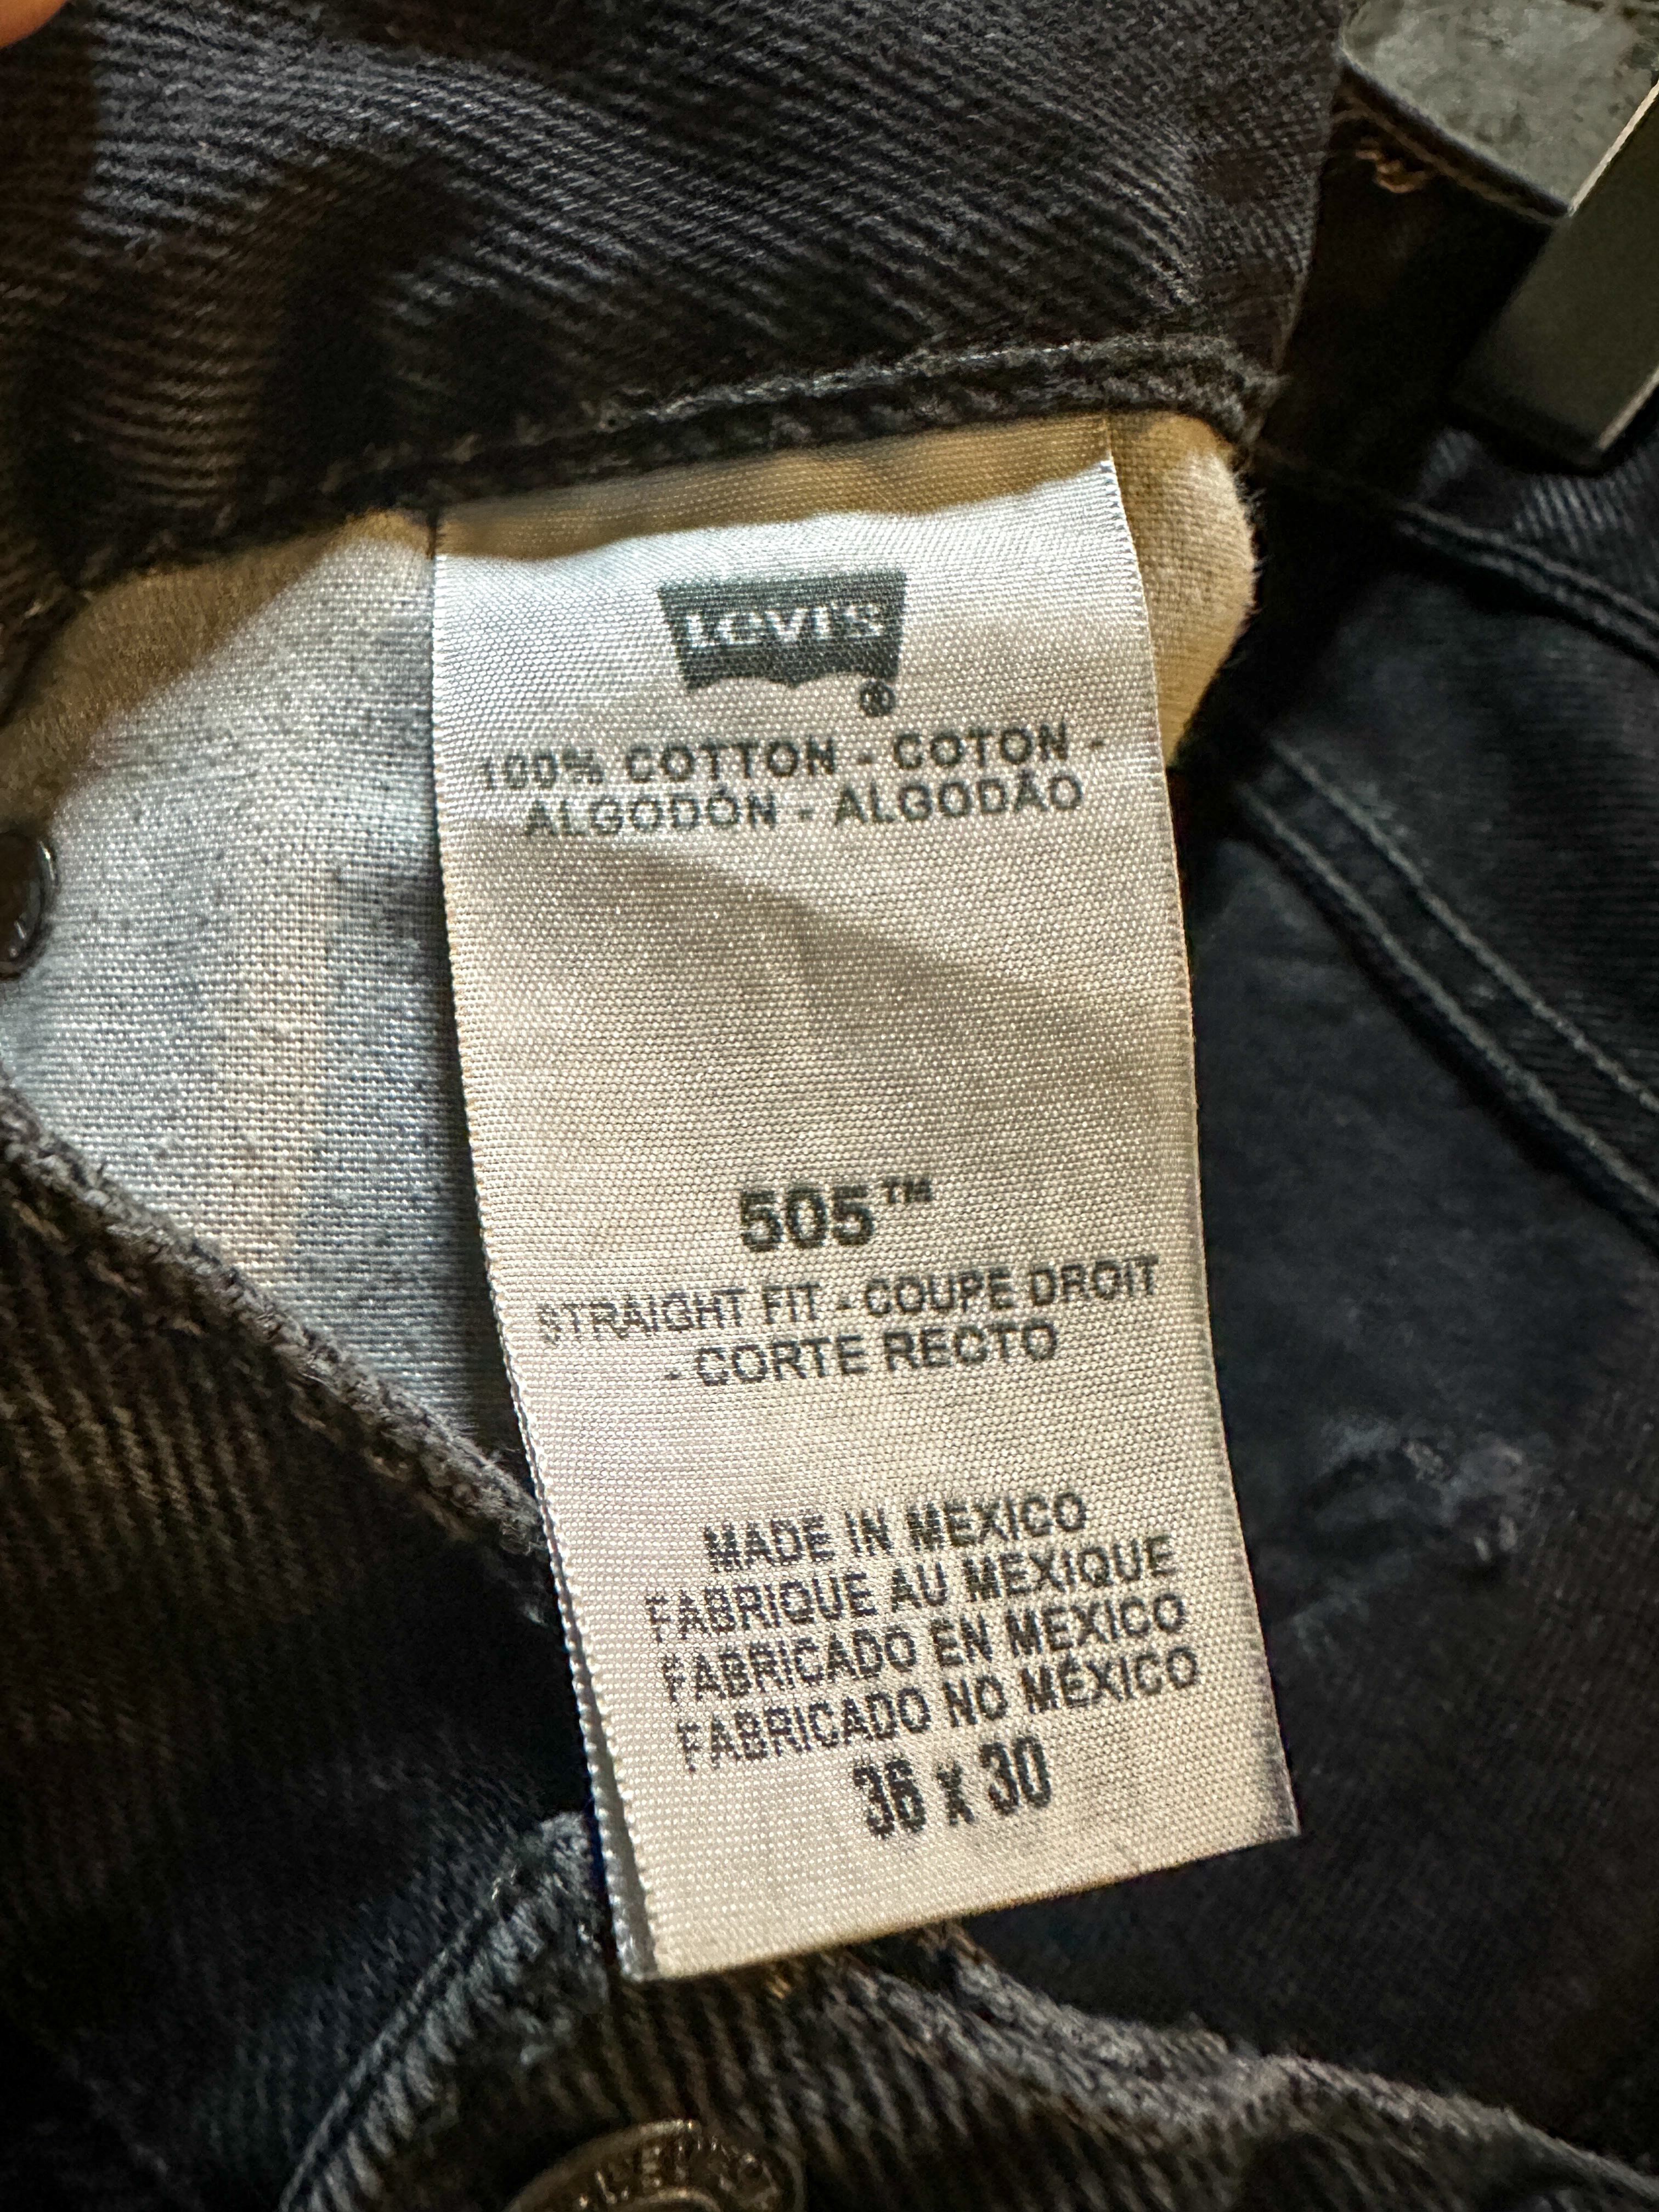 Levi's
®
100% COTTON - COTON -
ALGODÓN - ALGODÃO
505™
STRAIGHT FIT - COUPE DROIT
- CORTE RECTO
MADE IN MEXICO
FABRIQUE AU MEXIQUE
FABRICADO EN MEXICO
FABRICADO NO MÉXICO
36 x 30